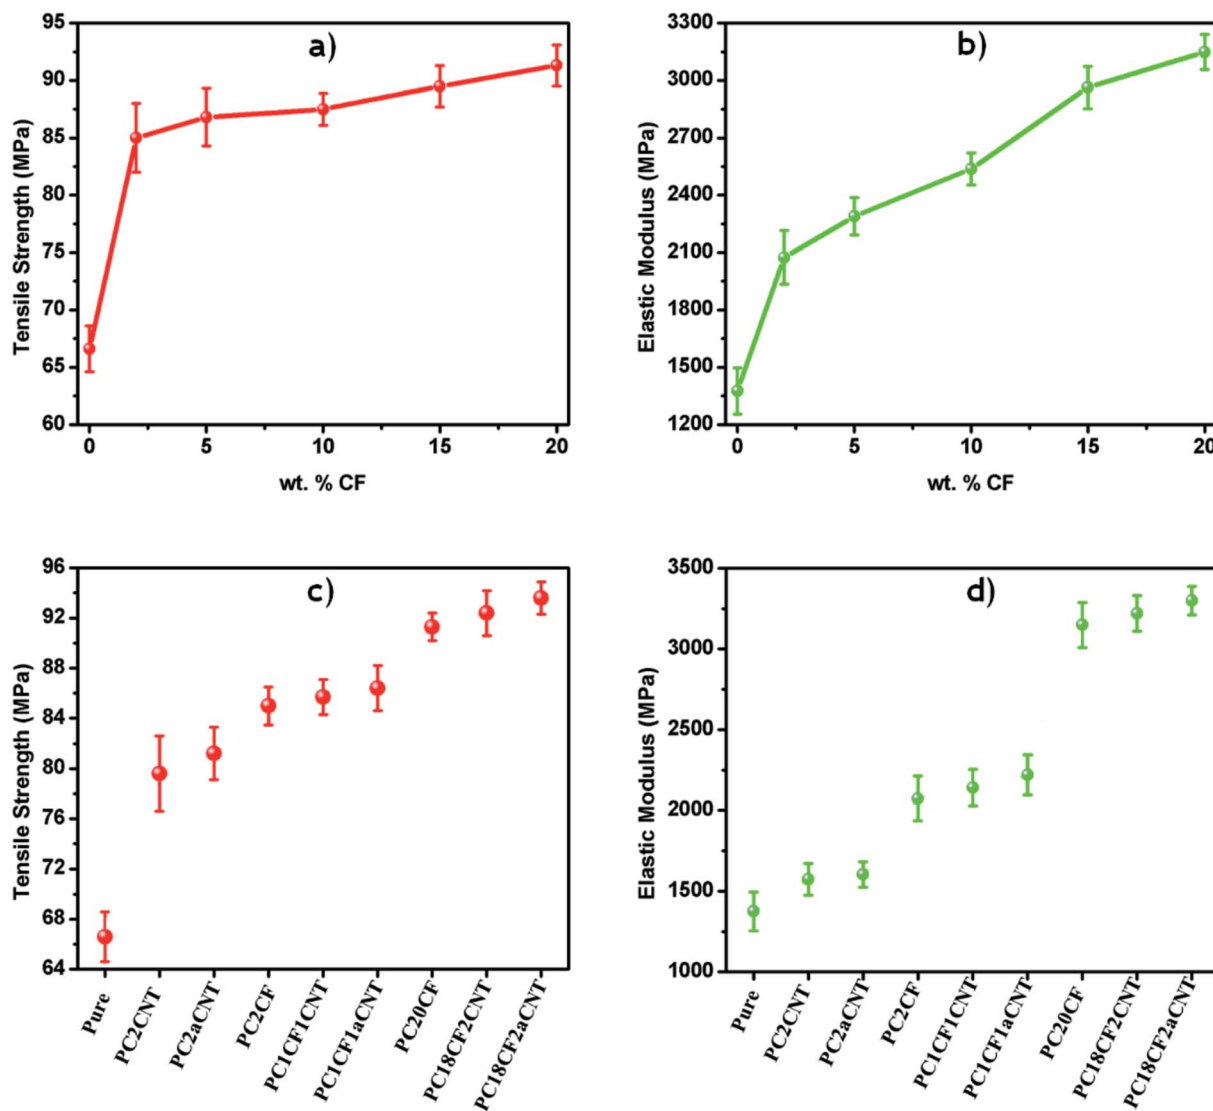 a)
Tensile Strength (MPa)
95
90
85
80
75
70
65
60
0 5 10 15 20
wt. % CF
b)
Elastic Modulus (MPa)
3300
3000
2700
2400
2100
1800
1500
1200
0 5 10 15 20
wt. % CF
c)
Tensile Strength (MPa)
96
92
88
84
80
76
72
68
64
Pure
PC2CNT
PC2aCNT
PC2CF
PC1CF1CNT
PC1CF1aCNT
PC20CF
PC18CF2CNT
PC18CF2aCNT
d)
Elastic Modulus (MPa)
3500
3000
2500
2000
1500
1000
Pure
PC2CNT
PC2aCNT
PC2CF
PC1CF1CNT
PC1CF1aCNT
PC20CF
PC18CF2CNT
PC18CF2aCNT